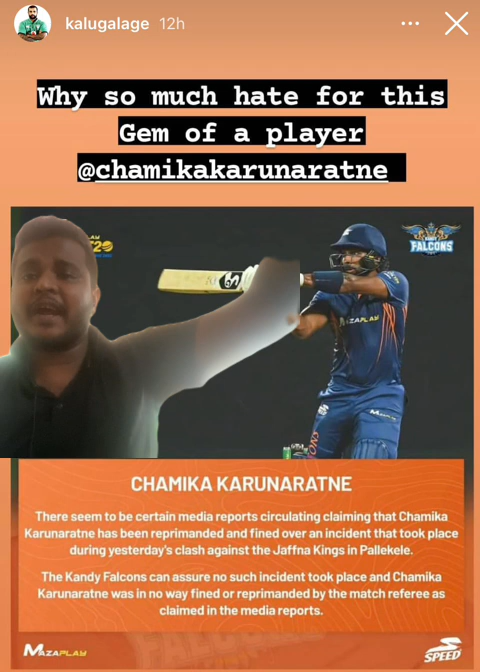 kalugalage 12h
Why so much hate for this
Gem of a player
@chamikakarunaratne
T20
KANDY
FALCONS
MAZAPLAY
MAZAPLAY
CHAMIKA KARUNARATNE
There seem to be certain media reports circulating claiming that Chamika
Karunaratne has been reprimanded and fined over an incident that took place
during yesterday's clash against the Jaffna Kings in Pallekele.
The Kandy Falcons can assure no such incident took place and Chamika
Karunaratne was in no way fined or reprimanded by the match referee as
claimed in the media reports.
MAZAPLAY
SPEED